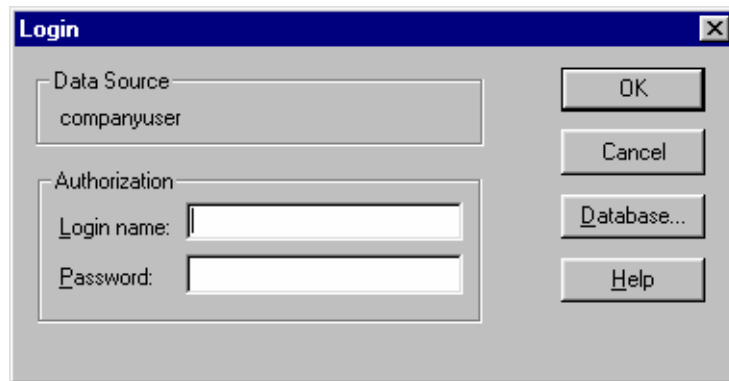 Login
Data Source
companyuser
OK
Cancel
Authorization
Login name:
Database...
Password:
Help